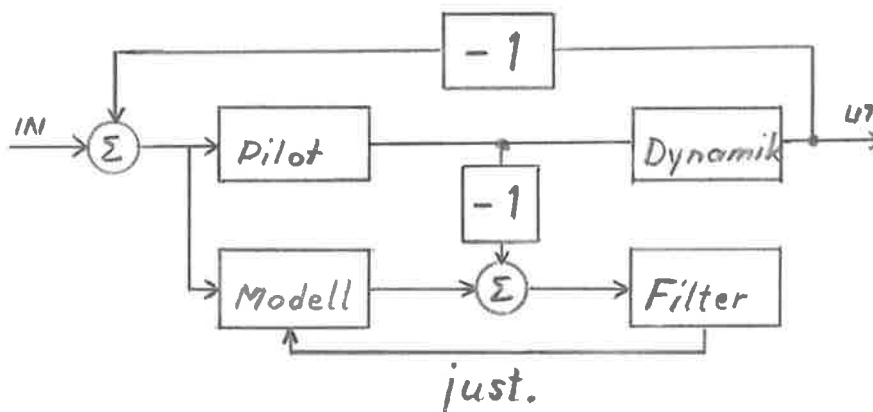 - 1
IN
Σ
Pilot
Dynamik
UT
- 1
Modell
Σ
Filter
just.